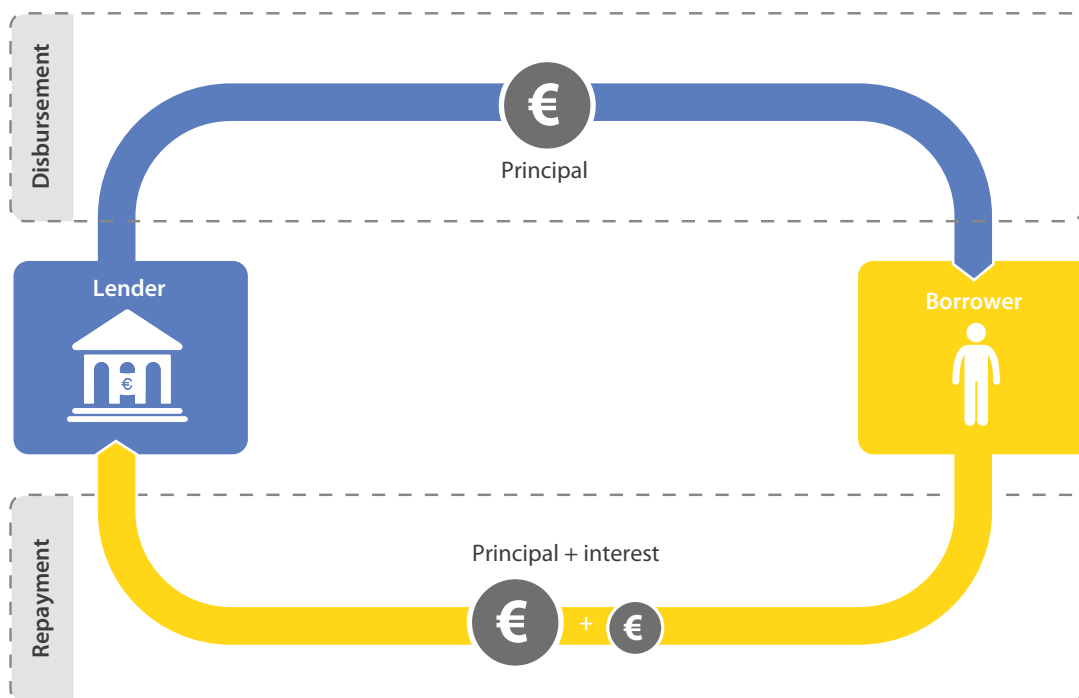 Disbursement
€
Principal
Lender
€
Borrower
Principal + interest
Repayment
€ + €